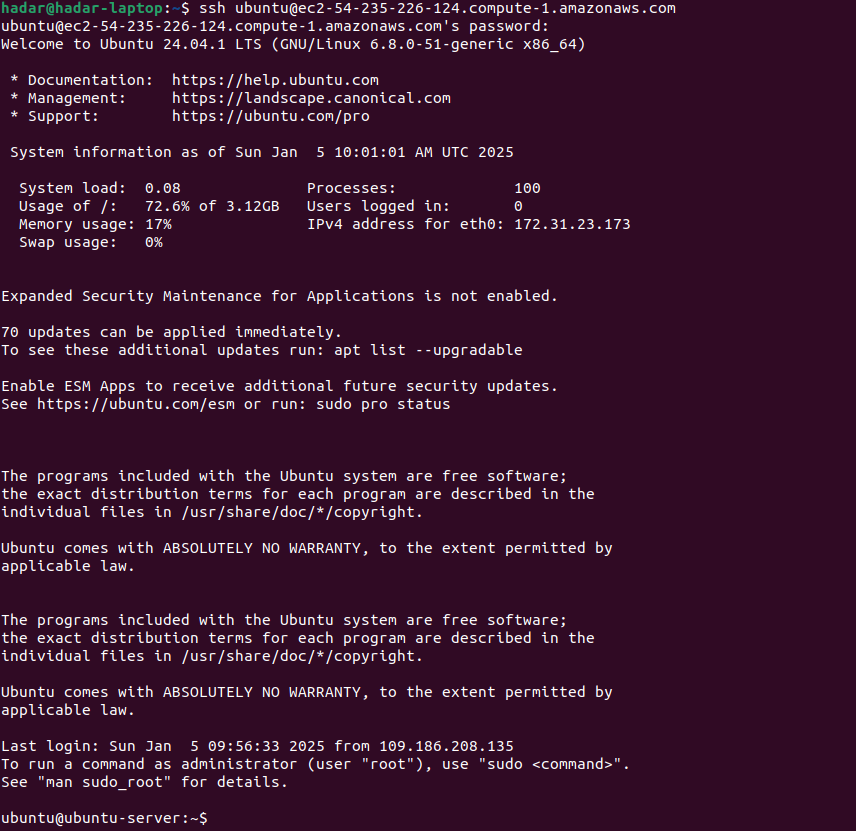 hadar@hadar-laptop:~$ ssh ubuntu@ec2-54-235-226-124.compute-1.amazonaws.com
ubuntu@ec2-54-235-226-124.compute-1.amazonaws.com's password:
Welcome to Ubuntu 24.04.1 LTS (GNU/Linux 6.8.0-51-generic x86_64)

 * Documentation:  https://help.ubuntu.com
 * Management:     https://landscape.canonical.com
 * Support:        https://ubuntu.com/pro

 System information as of Sun Jan  5 10:01:01 AM UTC 2025

  System load:  0.08              Processes:             100
  Usage of /:   72.6% of 3.12GB   Users logged in:       0
  Memory usage: 17%               IPv4 address for eth0: 172.31.23.173
  Swap usage:   0%

Expanded Security Maintenance for Applications is not enabled.

70 updates can be applied immediately.
To see these additional updates run: apt list --upgradable

Enable ESM Apps to receive additional future security updates.
See https://ubuntu.com/esm or run: sudo pro status

The programs included with the Ubuntu system are free software;
the exact distribution terms for each program are described in the
individual files in /usr/share/doc/*/copyright.

Ubuntu comes with ABSOLUTELY NO WARRANTY, to the extent permitted by
applicable law.

The programs included with the Ubuntu system are free software;
the exact distribution terms for each program are described in the
individual files in /usr/share/doc/*/copyright.

Ubuntu comes with ABSOLUTELY NO WARRANTY, to the extent permitted by
applicable law.

Last login: Sun Jan  5 09:56:33 2025 from 109.186.208.135
To run a command as administrator (user "root"), use "sudo <command>".
See "man sudo_root" for details.

ubuntu@ubuntu-server:~$